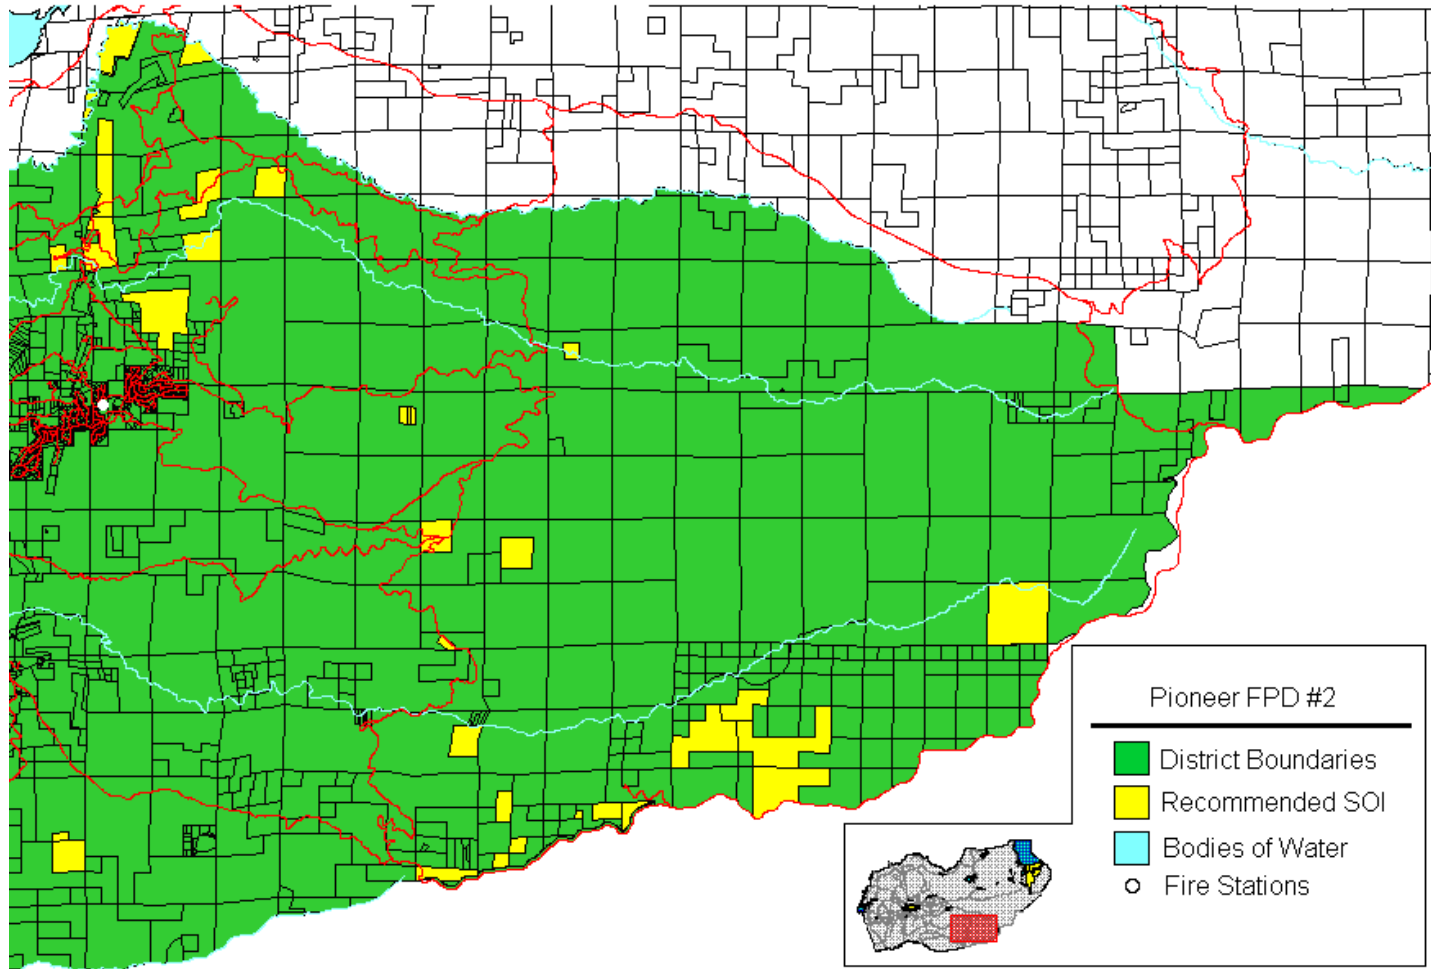 Pioneer FPD #2
District Boundaries
Recommended SOI
Bodies of Water
Fire Stations